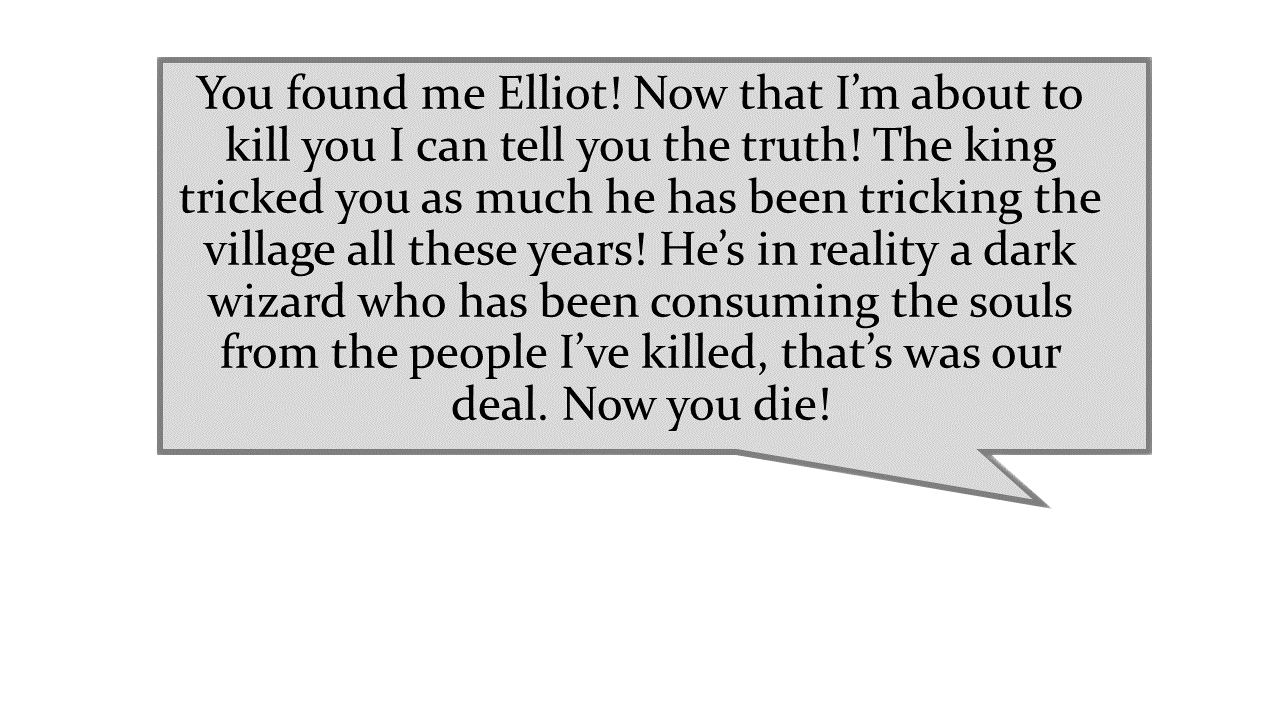 You found me Elliot! Now that I’m about to
kill you I can tell you the truth! The king
tricked you as much he has been tricking the
village all these years! He’s in reality a dark
wizard who has been consuming the souls
from the people I’ve killed, that’s was our
deal. Now you die!